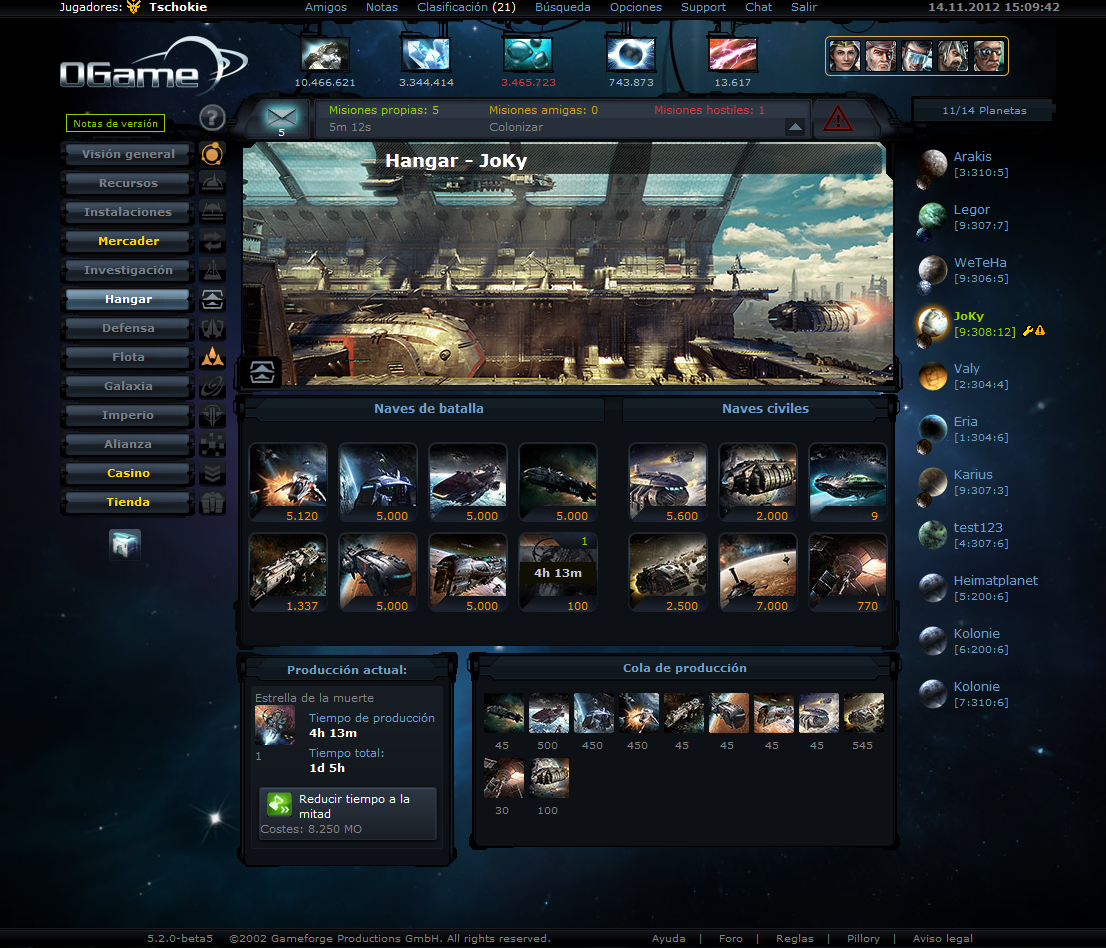 Jugadores: Tschokie
Amigos Notas Clasificación (21) Búsqueda Opciones Support Chat Salir
14.11.2012 15:09:42
OGame
10.466.621 3.344.414 3.465.723 743.873 13.617
Notas de versión
?
5
Misiones propias: 5 Misiones amigas: 0 Misiones hostiles: 1
5m 12s Colonizar
11/14 Planetas
Visión general
Recursos
Instalaciones
Mercader
Investigación
Hangar
Defensa
Flota
Galaxia
Imperio
Alianza
Casino
Tienda
Hangar - JoKy
Naves de batalla
5.120 5.000 5.000 5.000
1
4h 13m
1.337 5.000 5.000 100
Naves civiles
5.600 2.000 9
2.500 7.000 770
Producción actual:
Estrella de la muerte
1
Tiempo de producción
4h 13m
Tiempo total:
1d 5h
Reducir tiempo a la
mitad
Costes: 8.250 MO
Cola de producción
45 500 450 450 45 45 45 45 545
30 100
Arakis
[3:310:5]
Legor
[9:307:7]
WeTeHa
[9:306:5]
JoKy
[9:308:12]
Valy
[2:304:4]
Eria
[1:304:6]
Karius
[9:307:3]
test123
[4:307:6]
Heimatplanet
[5:200:6]
Kolonie
[6:200:6]
Kolonie
[7:310:6]
5.2.0-beta5 ©2002 Gameforge Productions GmbH. All rights reserved.
Ayuda | Foro | Reglas | Pillory | Aviso legal